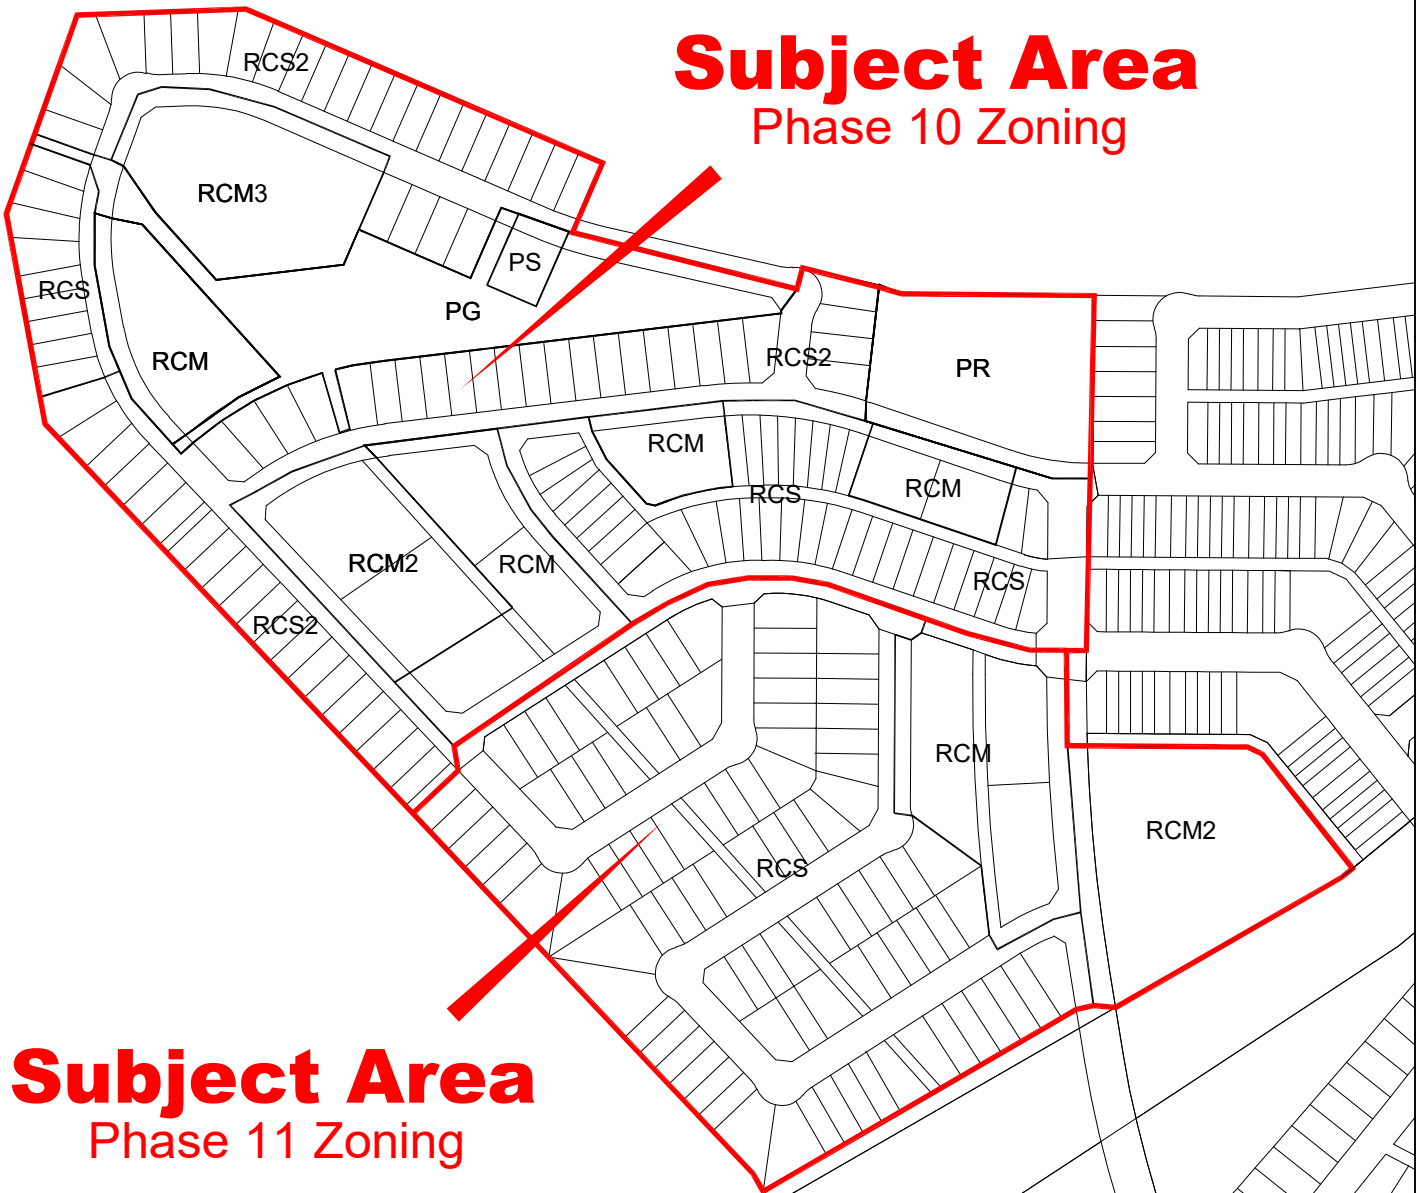 Subject Area
Phase 10 Zoning
RCS2
RCM3
PS
RCS
PG
RCM
RCS2
PR
RCM
RCS
RCM
RCM2
RCM
RCS
RCS2
RCM
RCM2
RCS
Subject Area
Phase 11 Zoning